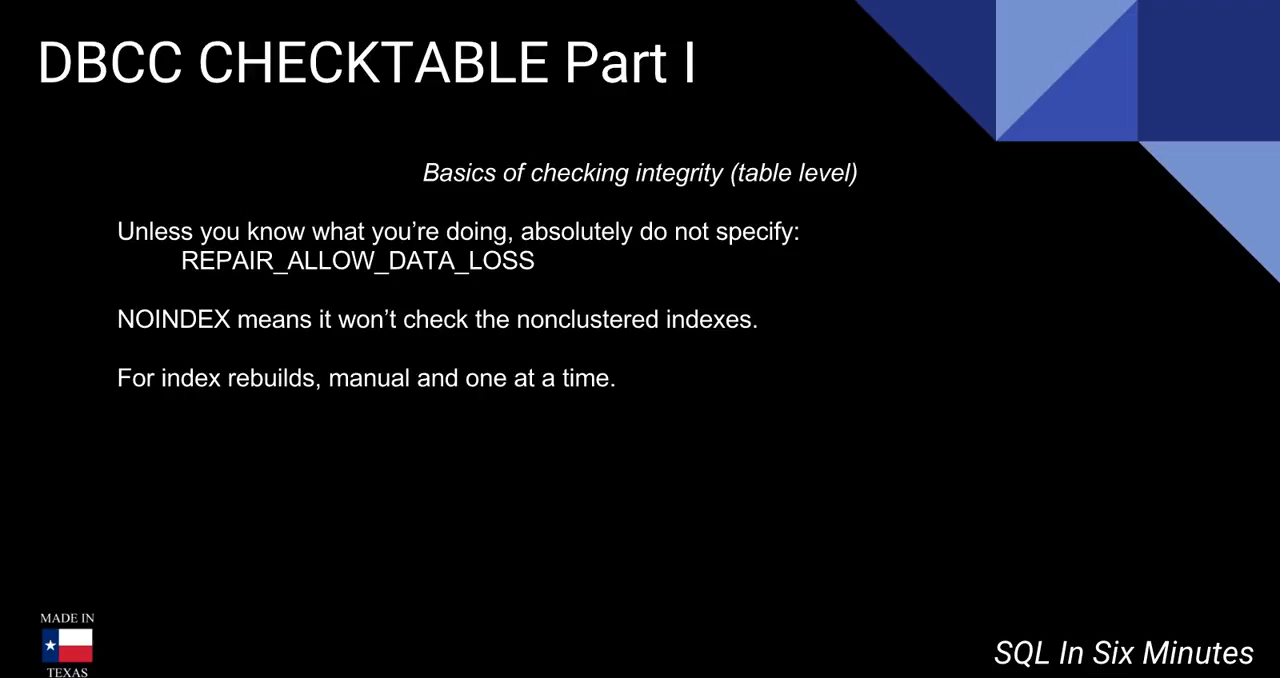 DBCC CHECKTABLE Part I
Basics of checking integrity (table level)
Unless you know what you’re doing, absolutely do not specify:
REPAIR_ALLOW_DATA_LOSS
NOINDEX means it won’t check the nonclustered indexes.
For index rebuilds, manual and one at a time.
MADE IN
TEXAS
SQL In Six Minutes